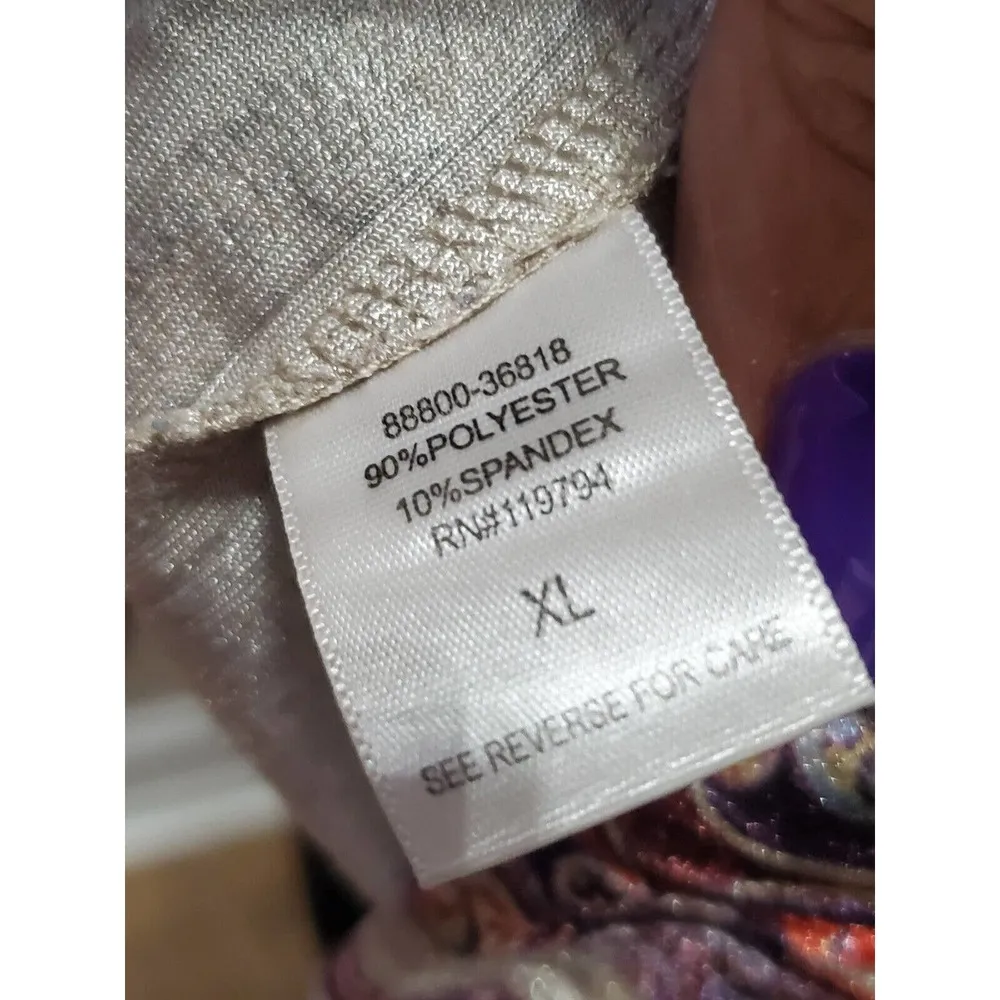 88800-36818
90%POLYESTER
10%SPANDEX
RN#119794
XL
SEE REVERSE FOR CARE